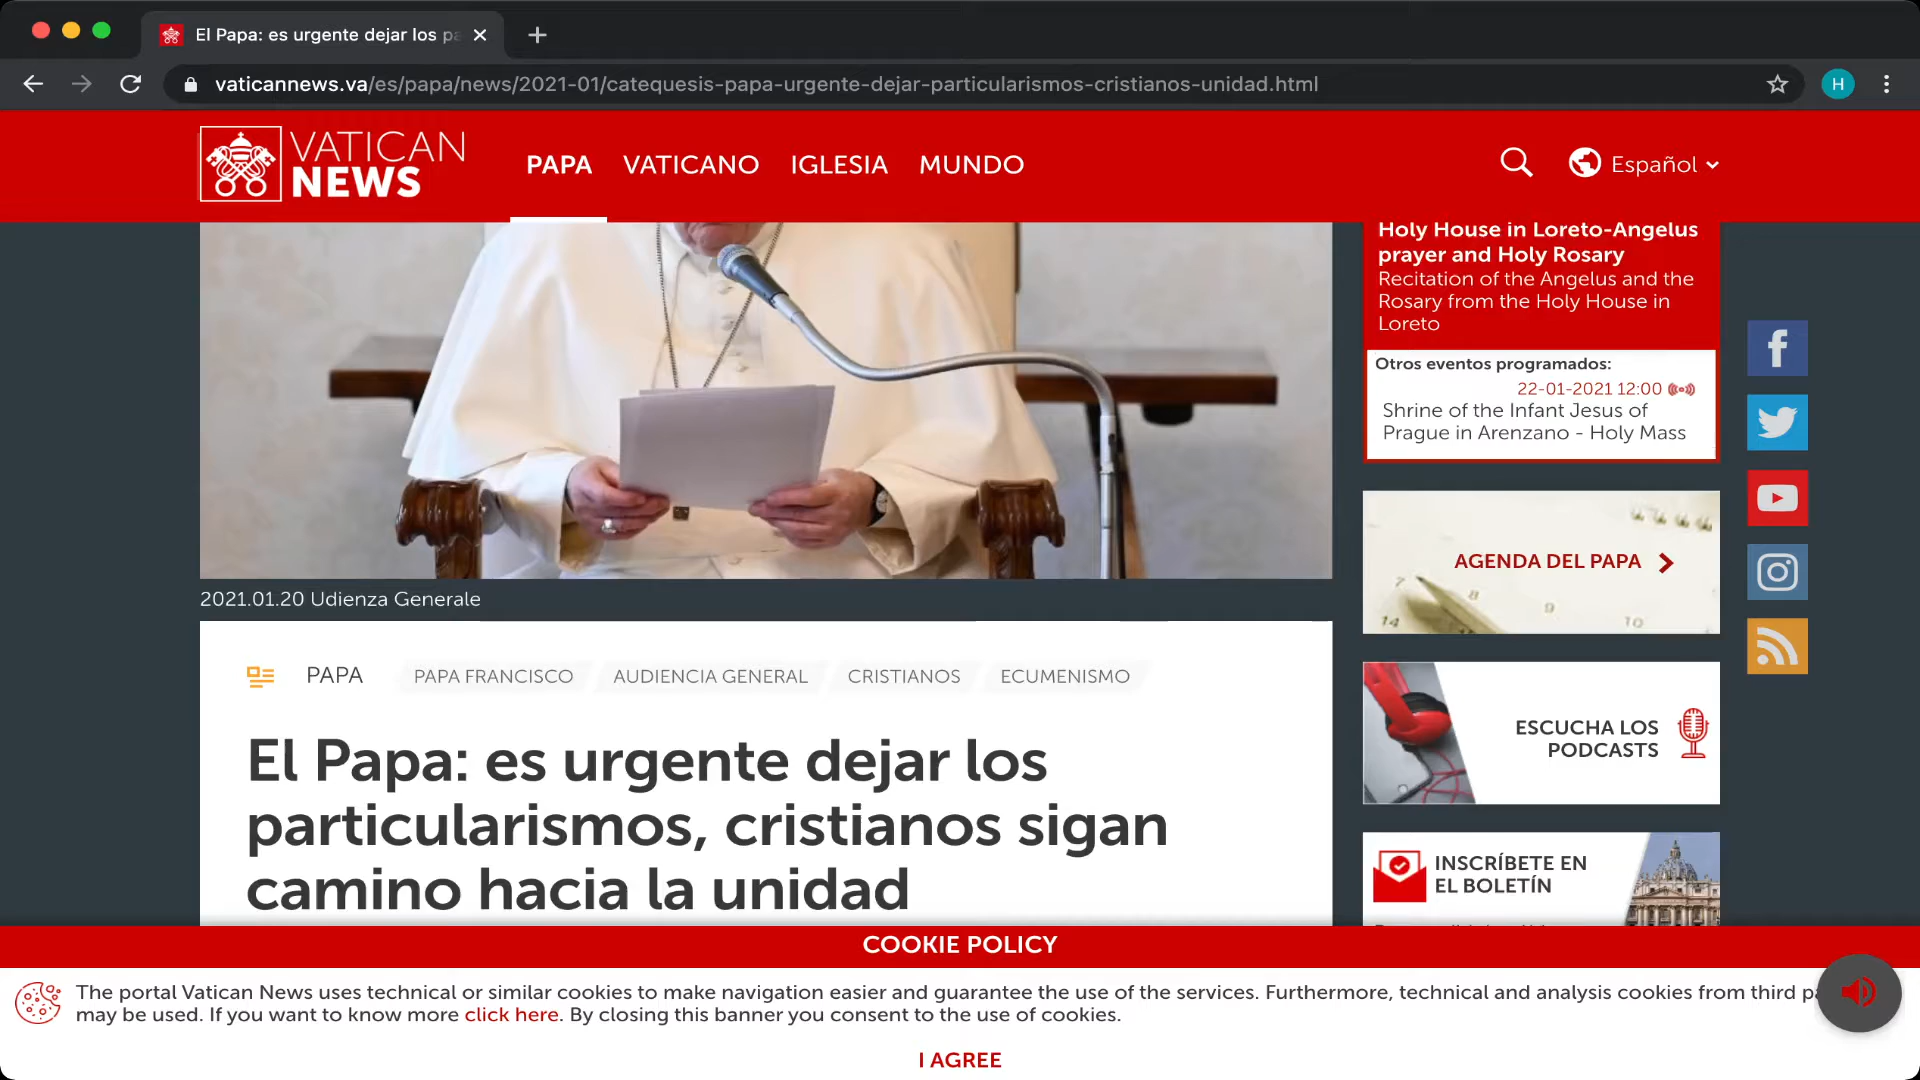 El Papa: es urgente dejar los
vaticannews.va/es/papa/news/2021-01/catequesis-papa-urgente-dejar-particularismos-cristianos-unidad.html
H
VATICAN
NEWS
PAPA
VATICANO
IGLESIA
MUNDO
Español
Holy House in Loreto-Angelus
prayer and Holy Rosary
Recitation of the Angelus and the
Rosary from the Holy House in
Loreto
Otros eventos programados:
22-01-2021 12:00
Shrine of the Infant Jesus of
Prague in Arenzano - Holy Mass
AGENDA DEL PAPA
7
8
9
14
10
ESCUCHA LOS
PODCASTS
INSCRÍBETE EN
EL BOLETÍN
2021.01.20 Udienza Generale
PAPA
PAPA FRANCISCO
AUDIENCIA GENERAL
CRISTIANOS
ECUMENISMO
El Papa: es urgente dejar los
particularismos, cristianos sigan
camino hacia la unidad
COOKIE POLICY
The portal Vatican News uses technical or similar cookies to make navigation easier and guarantee the use of the services. Furthermore, technical and analysis cookies from third
may be used. If you want to know more click here. By closing this banner you consent to the use of cookies.
I AGREE